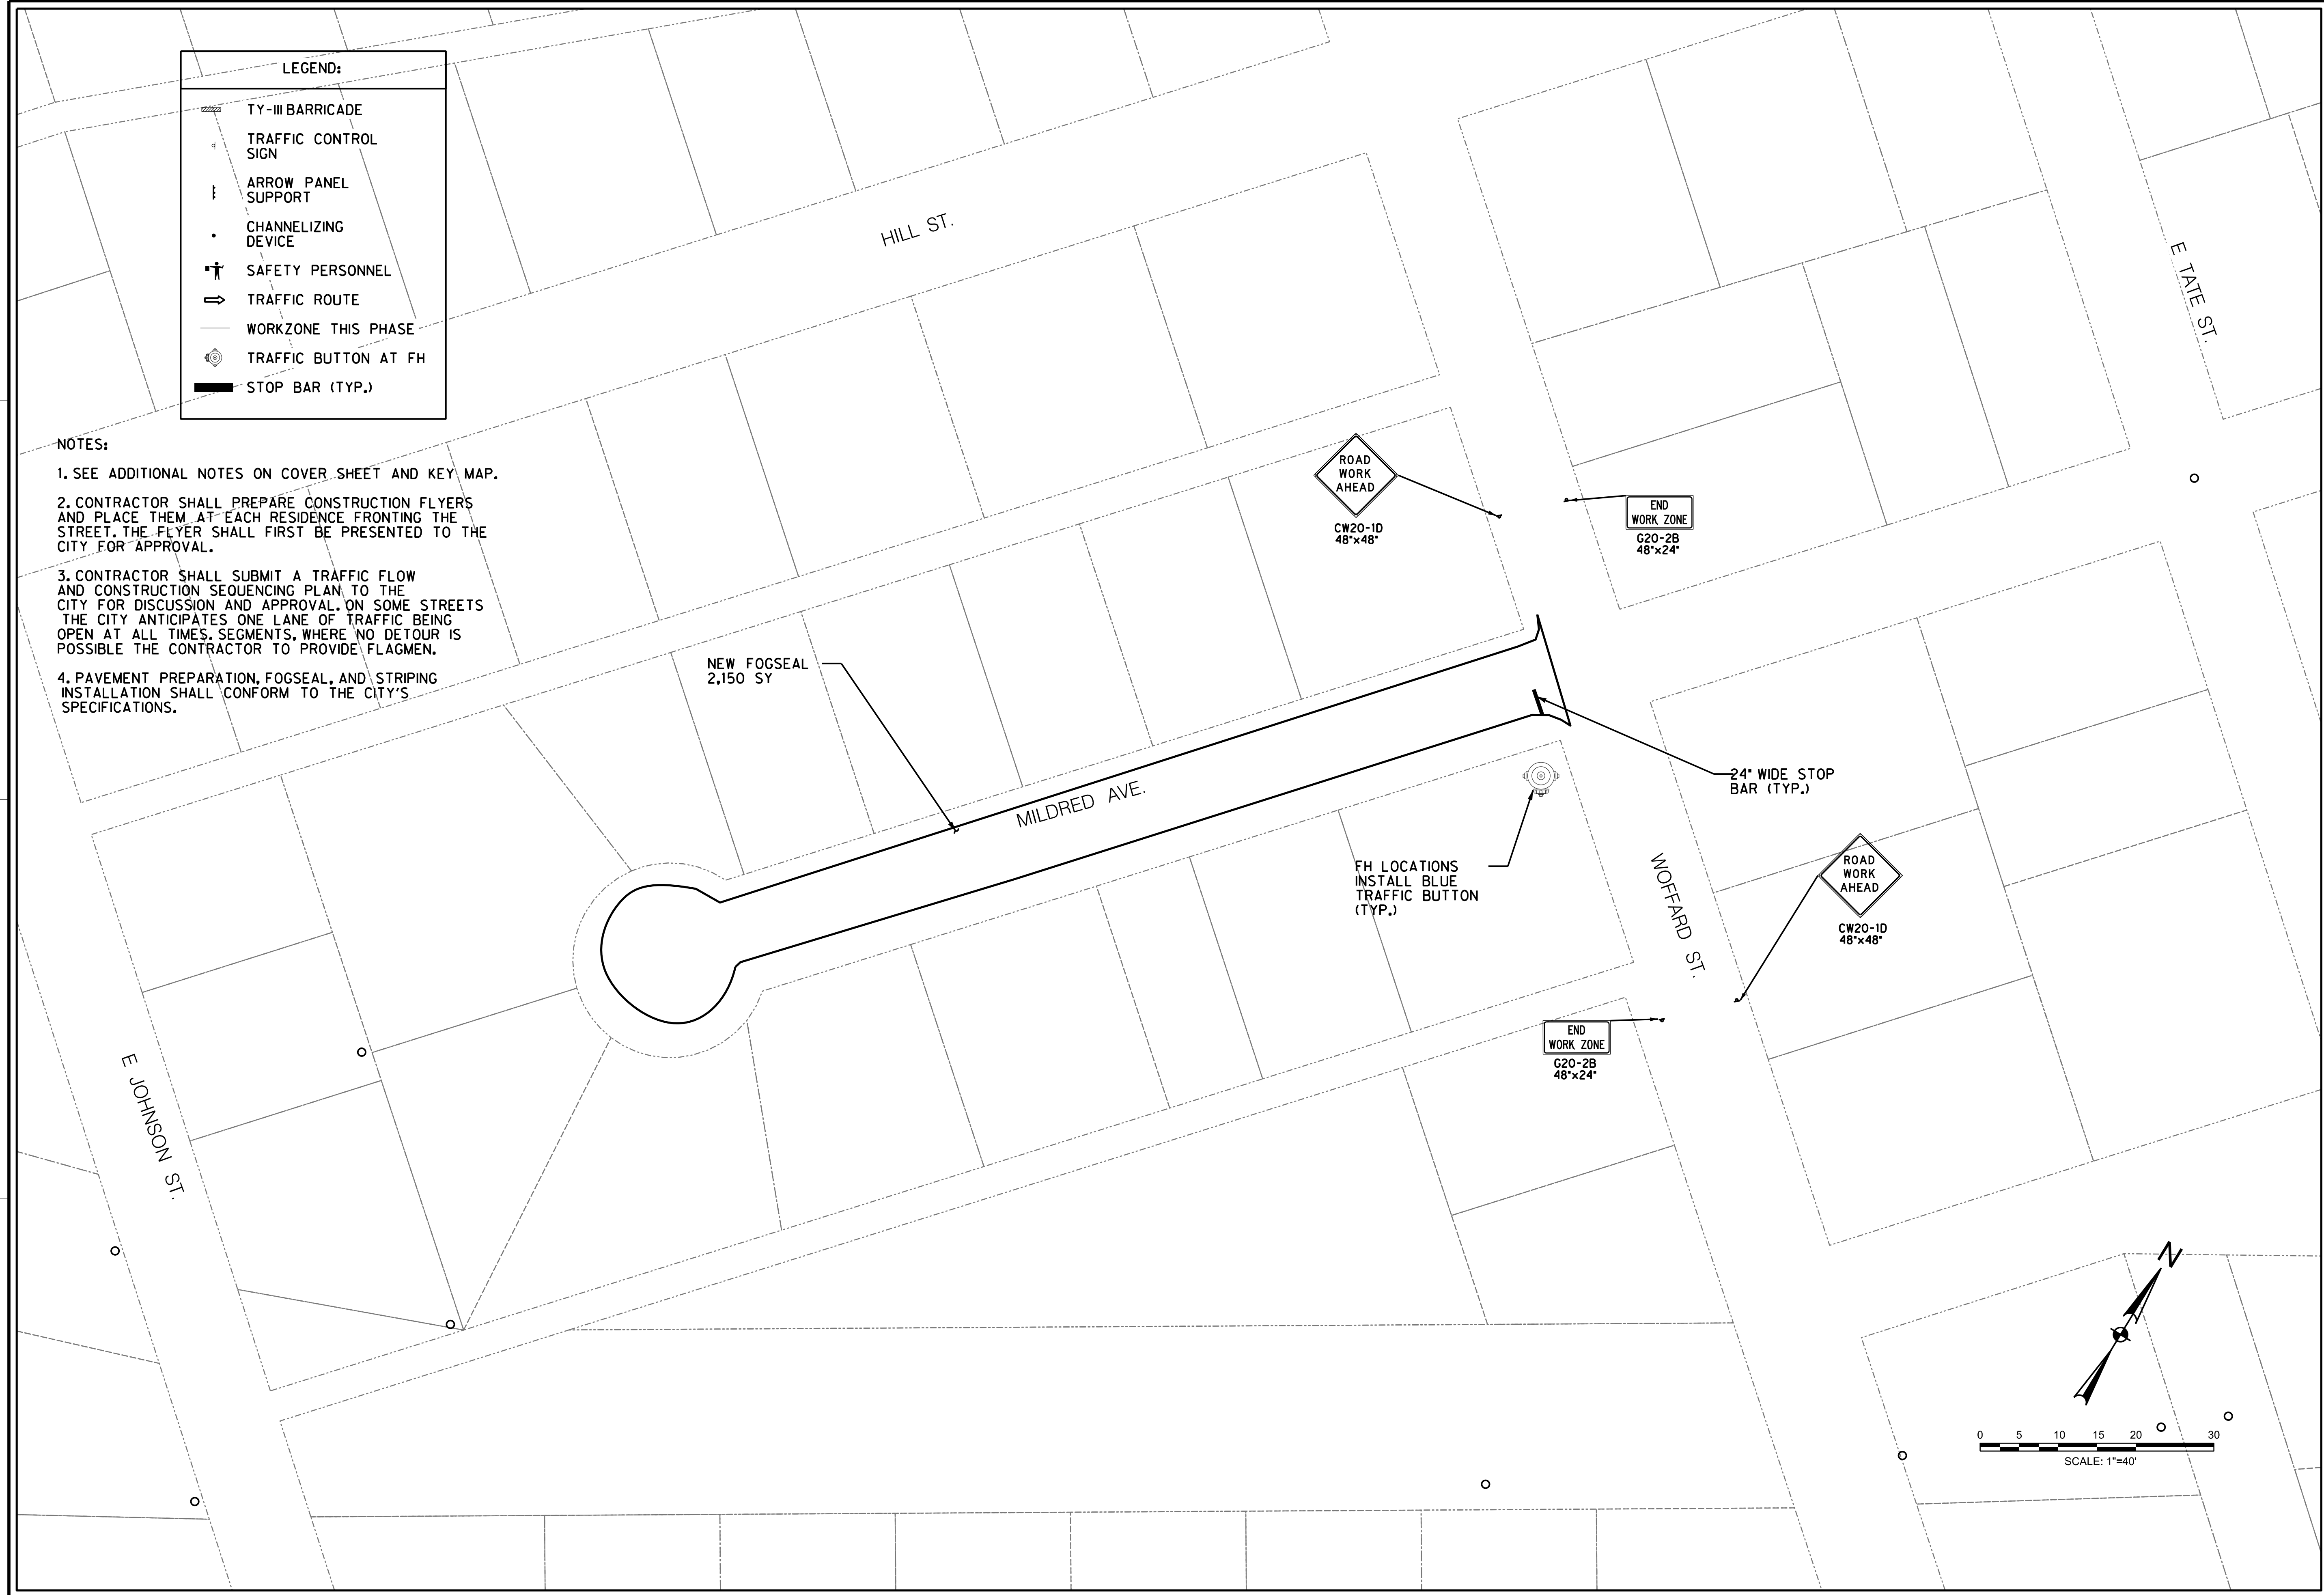 LEGEND:
TY-III BARRICADE
TRAFFIC CONTROL
SIGN
ARROW PANEL
SUPPORT
CHANNELIZING
DEVICE
SAFETY PERSONNEL
TRAFFIC ROUTE
WORKZONE THIS PHASE
TRAFFIC BUTTON AT FH
STOP BAR (TYP.)
NOTES:
1. SEE ADDITIONAL NOTES ON COVER SHEET AND KEY MAP.
2. CONTRACTOR SHALL PREPARE CONSTRUCTION FLYERS
AND PLACE THEM AT EACH RESIDENCE FRONTING THE
STREET. THE FLYER SHALL FIRST BE PRESENTED TO THE
CITY FOR APPROVAL.
3. CONTRACTOR SHALL SUBMIT A TRAFFIC FLOW
AND CONSTRUCTION SEQUENCING PLAN TO THE
CITY FOR DISCUSSION AND APPROVAL. ON SOME STREETS
THE CITY ANTICIPATES ONE LANE OF TRAFFIC BEING
OPEN AT ALL TIMES. SEGMENTS, WHERE NO DETOUR IS
POSSIBLE THE CONTRACTOR TO PROVIDE FLAGMEN.
4. PAVEMENT PREPARATION, FOGSEAL, AND STRIPING
INSTALLATION SHALL CONFORM TO THE CITY'S
SPECIFICATIONS.
HILL ST.
E TATE ST.
ROAD
WORK
AHEAD
CW20-1D
48"x48"
END
WORK ZONE
G20-2B
48"x24"
NEW FOGSEAL
2,150 SY
MILDRED AVE.
24" WIDE STOP
BAR (TYP.)
FH LOCATIONS
INSTALL BLUE
TRAFFIC BUTTON
(TYP.)
WOFFARD ST.
ROAD
WORK
AHEAD
CW20-1D
48"x48"
END
WORK ZONE
G20-2B
48"x24"
E JOHNSON ST.
N
0 5 10 15 20 30
SCALE: 1"=40'